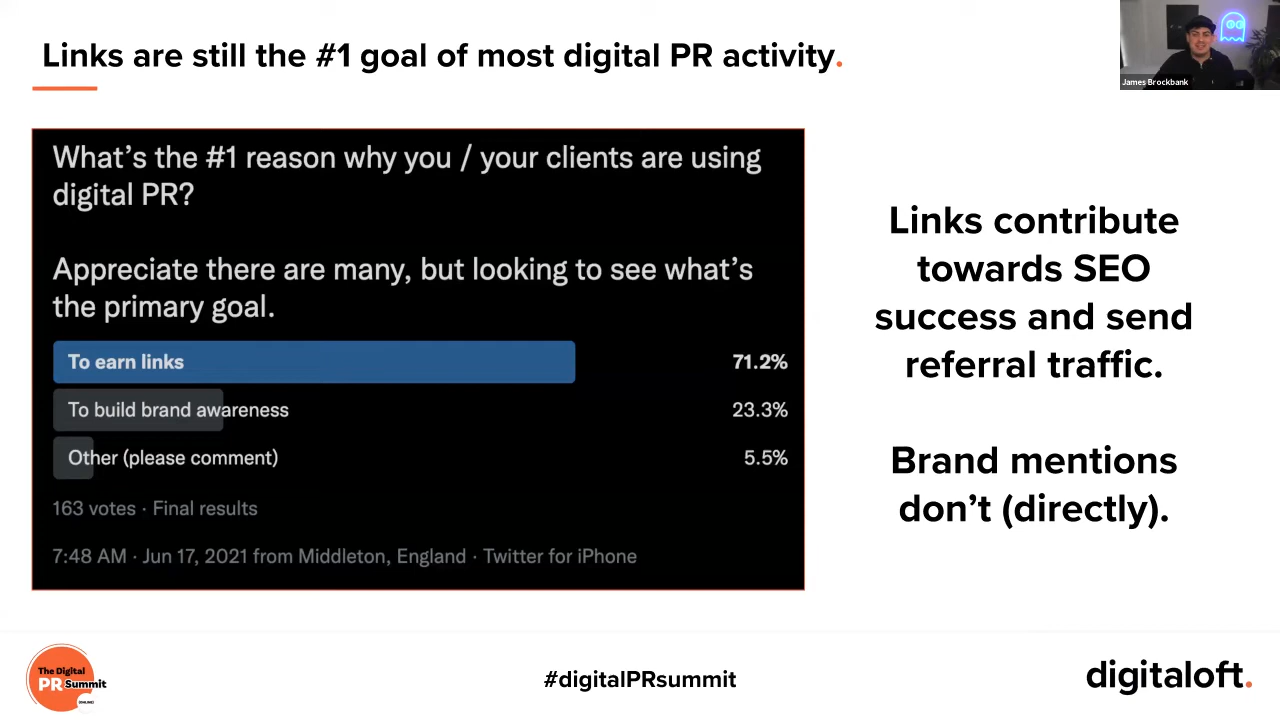 Links are still the #1 goal of most digital PR activity.
James Brockbank
What's the #1 reason why you / your clients are using
digital PR?
Appreciate there are many, but looking to see what's
the primary goal.
To earn links 71.2%
To build brand awareness 23.3%
Other (please comment) 5.5%
163 votes · Final results
7:48 AM · Jun 17, 2021 from Middleton, England · Twitter for iPhone
Links contribute
towards SEO
success and send
referral traffic.
Brand mentions
don't (directly).
The Digital
PR Summit
(ONLINE)
#digitalPRsummit
digitaloft.